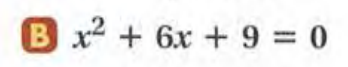 B x² + 6x + 9 = 0